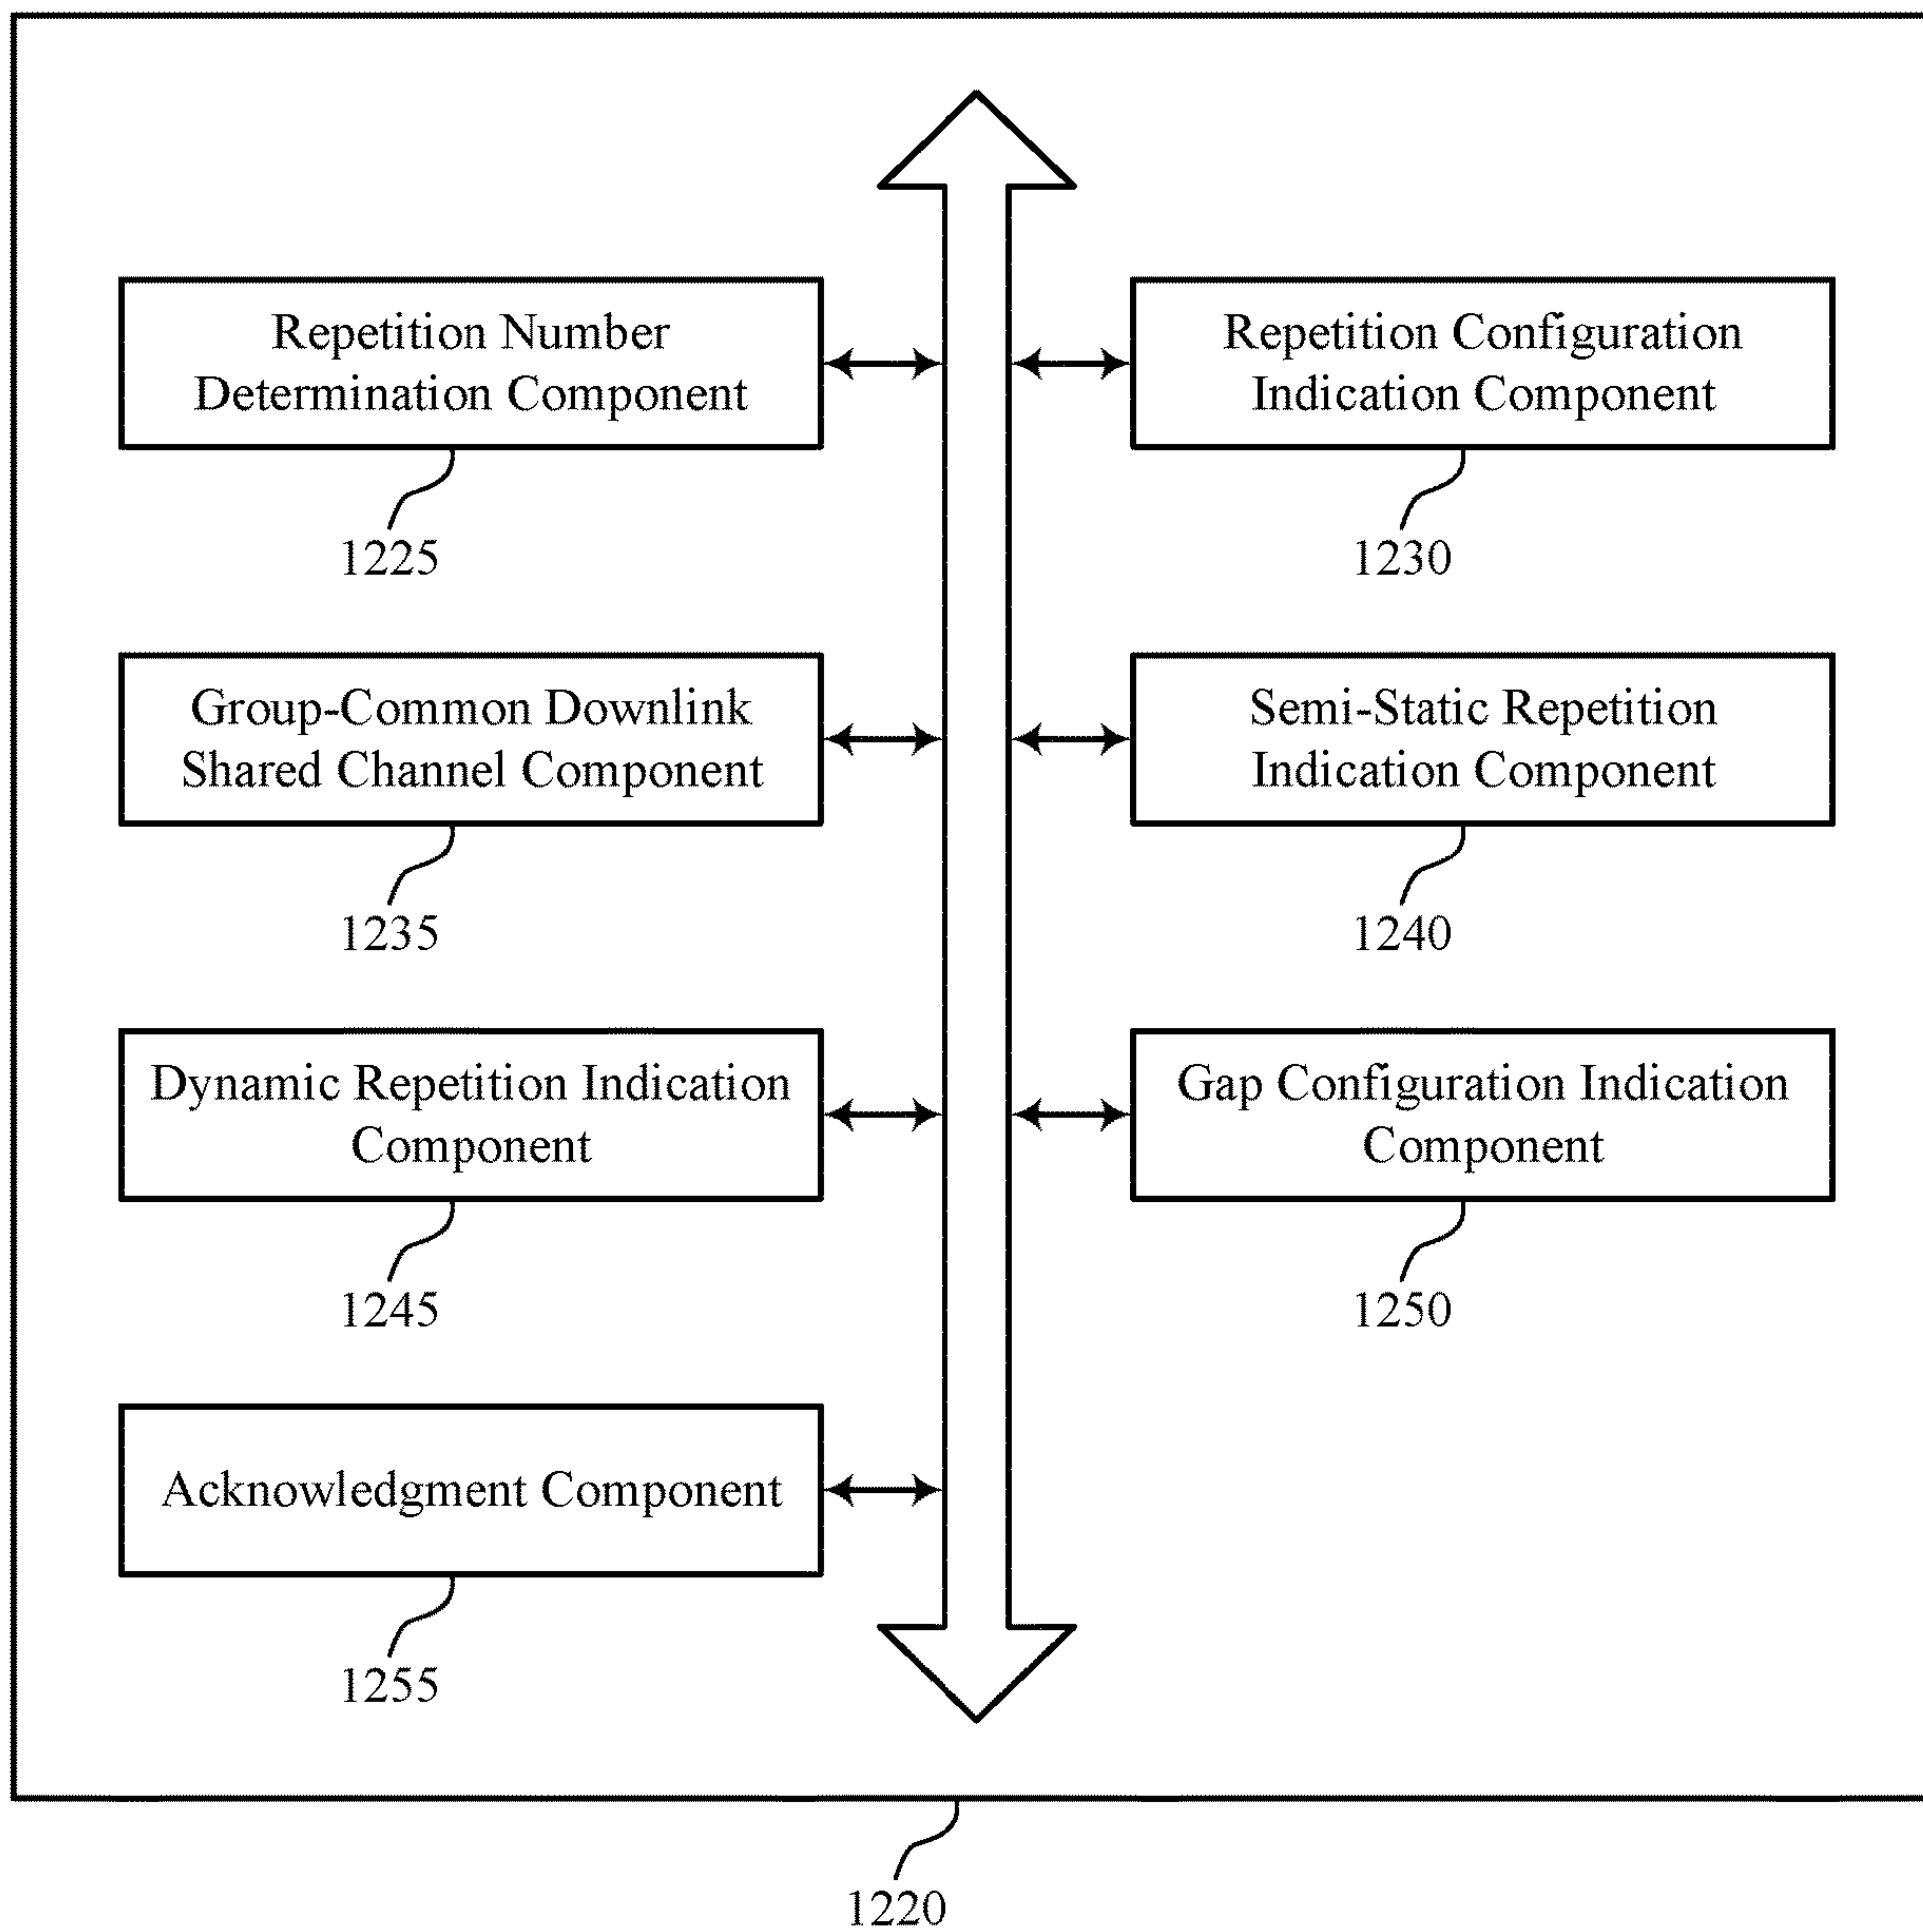 Repetition Number
Determination Component
1225
Repetition Configuration
Indication Component
1230
Group-Common Downlink
Shared Channel Component
1235
Semi-Static Repetition
Indication Component
1240
Dynamic Repetition Indication
Component
1245
Gap Configuration Indication
Component
1250
Acknowledgment Component
1255
1220